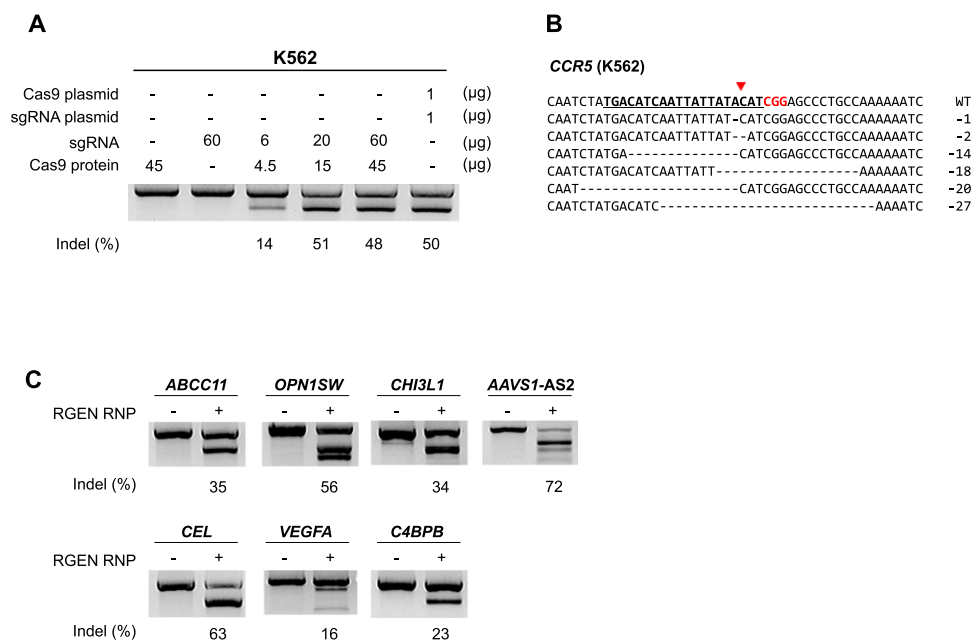 A
K562
Cas9 plasmid - - - - - 1 (µg)
sgRNA plasmid - - - - - 1 (µg)
sgRNA - 60 6 20 60 - (µg)
Cas9 protein 45 - 4.5 15 45 - (µg)
Indel (%) 14 51 48 50
B
CCR5 (K562)
CAATCTATGACATCAATTATTATACATCGGAGCCCTGCCAAAAAATC WT
CAATCTATGACATCAATTATTAT-CATCGGAGCCCTGCCAAAAAATC -1
CAATCTATGACATCAATTATTAT--ATCGGAGCCCTGCCAAAAAATC -2
CAATCTATGA--------------CATCGGAGCCCTGCCAAAAAATC -14
CAATCTATGACATCAATTATT------------------AAAAAATC -18
CAAT--------------------CATCGGAGCCCTGCCAAAAAATC -20
CAATCTATGACATC---------------------------AAAATC -27
C
ABCC11 OPN1SW CHI3L1 AAVS1-AS2
RGEN RNP - + - + - + - +
Indel (%) 35 56 34 72
CEL VEGFA C4BPB
RGEN RNP - + - + - +
Indel (%) 63 16 23